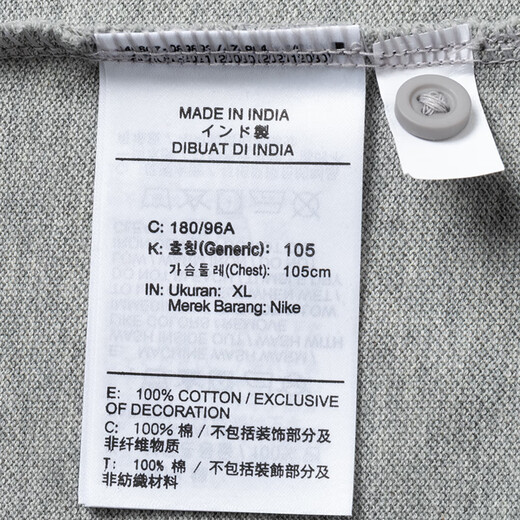 MADE IN INDIA
インド製
DIBUAT DI INDIA
C: 180/96A
K: 호칭(Generic): 105
가슴둘레(Chest): 105cm
IN: Ukuran: XL
Merek Barang: Nike
E: 100% COTTON / EXCLUSIVE
OF DECORATION
C: 100% 棉 / 不包括装饰部分及
非纤维物质
T: 100% 棉 / 不包括裝飾部分及
非紡織材料